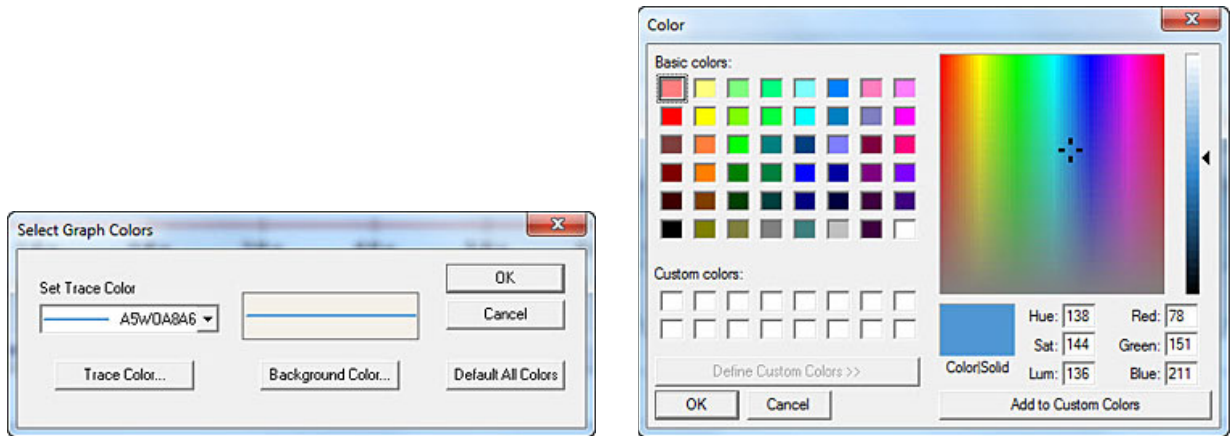 Select Graph Colors
Set Trace Color
A5W0A8A6
OK
Cancel
Trace Color...
Background Color...
Default All Colors
Color
Basic colors:
Custom colors:
Define Custom Colors >>
OK
Cancel
Color|Solid
Hue: 138
Sat: 144
Lum: 136
Red: 78
Green: 151
Blue: 211
Add to Custom Colors